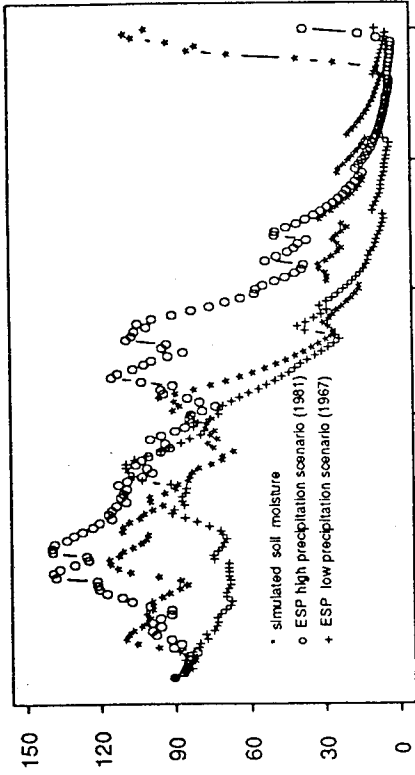 150
120
90
60
30
0
* simulated soil moisture
o ESP high precipitation scenario (1981)
+ ESP low precipitation scenario (1967)